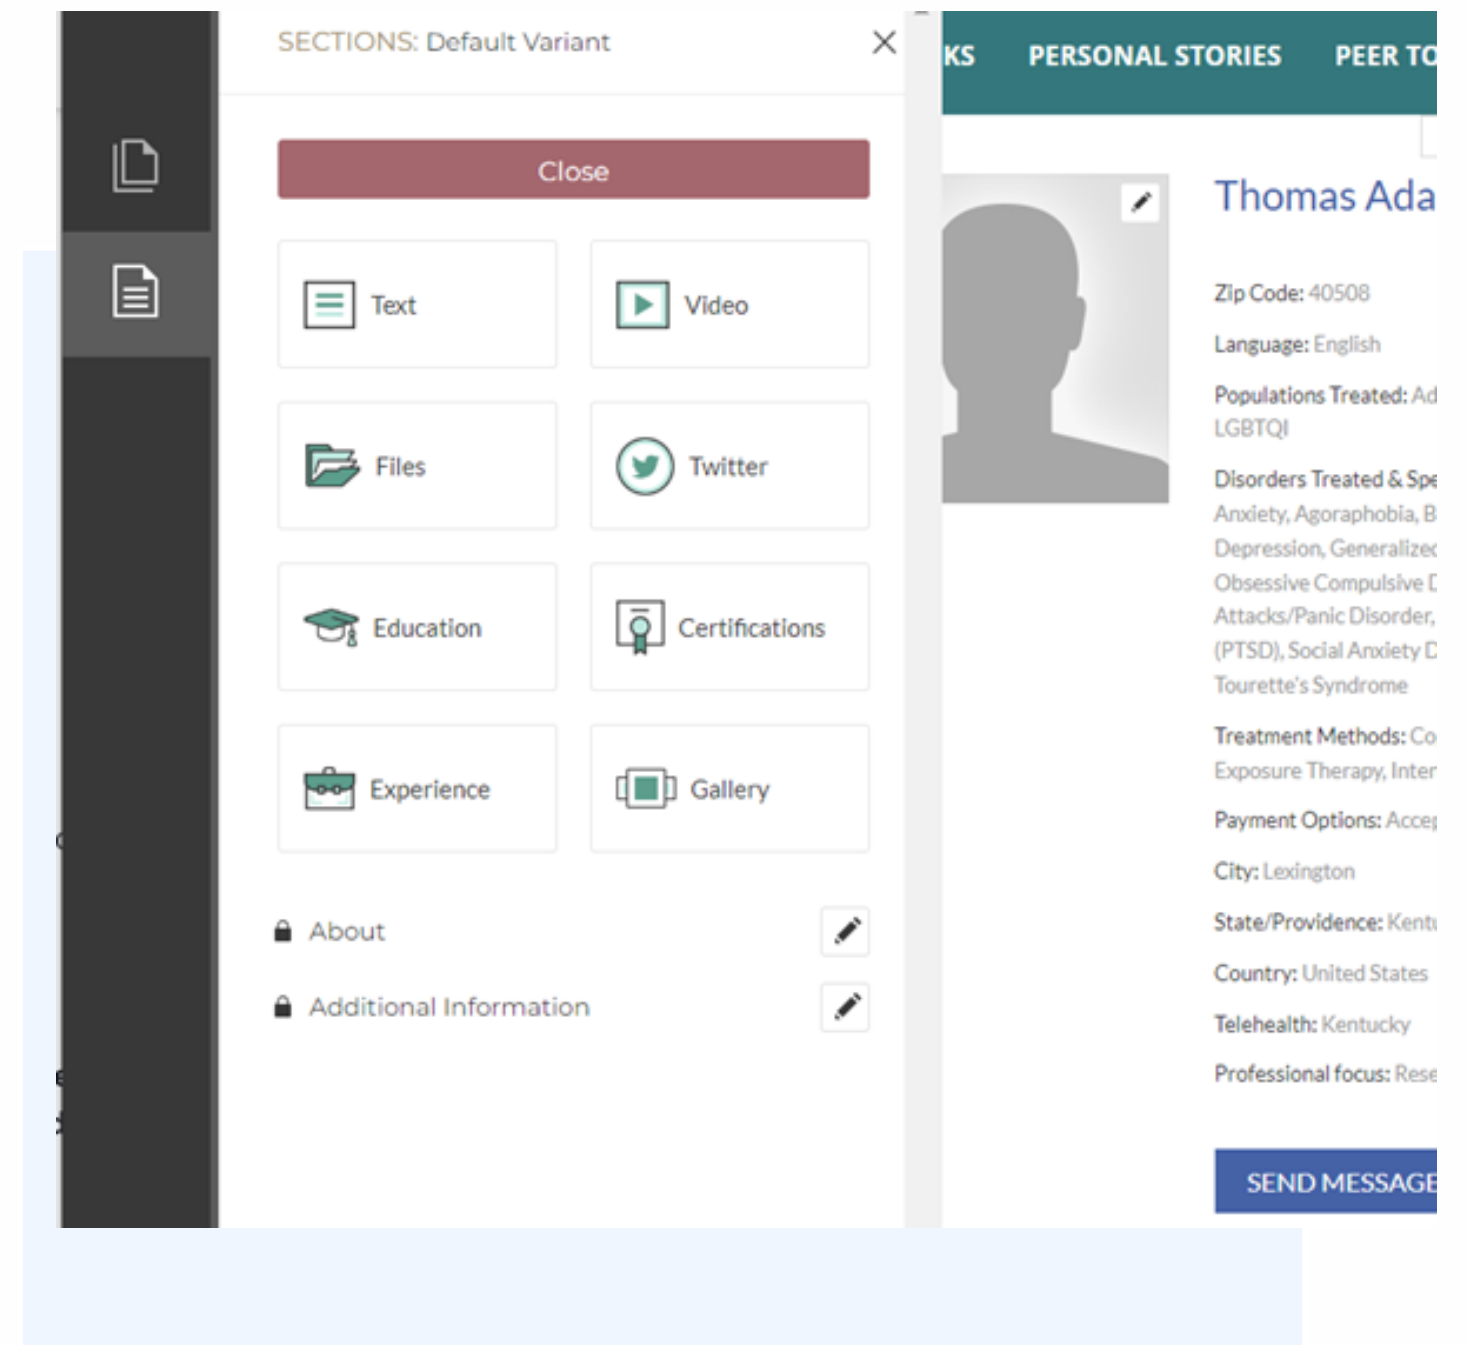 SECTIONS: Default Variant
Close
Text
Video
Files
Twitter
Education
Certifications
Experience
Gallery
About
Additional Information
KS PERSONAL STORIES PEER TO
Thomas Ada
Zip Code: 40508
Language: English
Populations Treated: Ad
LGBTQI
Disorders Treated & Spe
Anxiety, Agoraphobia, B
Depression, Generalized
Obsessive Compulsive D
Attacks/Panic Disorder,
(PTSD), Social Anxiety D
Tourette's Syndrome
Treatment Methods: Co
Exposure Therapy, Inter
Payment Options: Accep
City: Lexington
State/Providence: Kentu
Country: United States
Telehealth: Kentucky
Professional focus: Rese
SEND MESSAGE